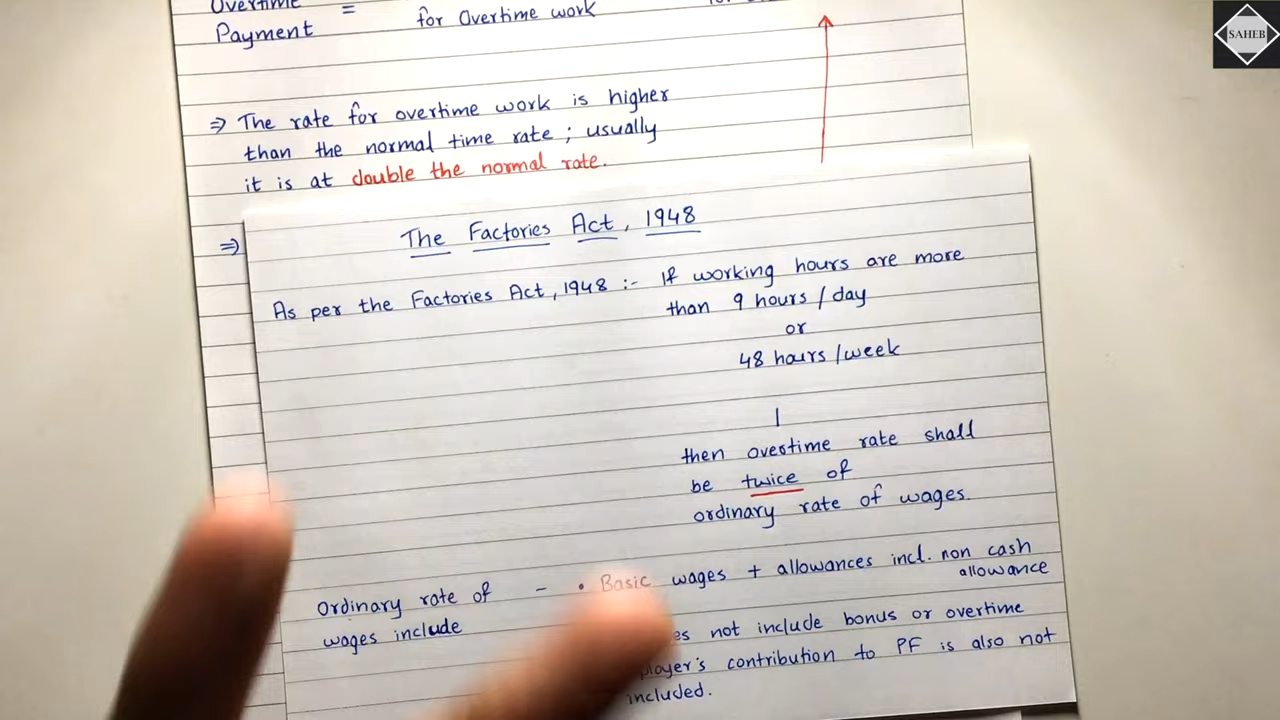 Overtime
Payment = for Overtime work
SAHEB
⇒ The rate for overtime work is higher
than the normal time rate ; usually
it is at double the normal rate.
⇒
The Factories Act, 1948
As per the Factories Act, 1948 :- If working hours are more
than 9 hours / day
or
48 hours /week
then overtime rate shall
be twice of
ordinary rate of wages.
Ordinary rate of - • Basic wages + allowances incl. non cash
allowance
wages include
not include bonus or overtime
contribution to PF is also not
included.